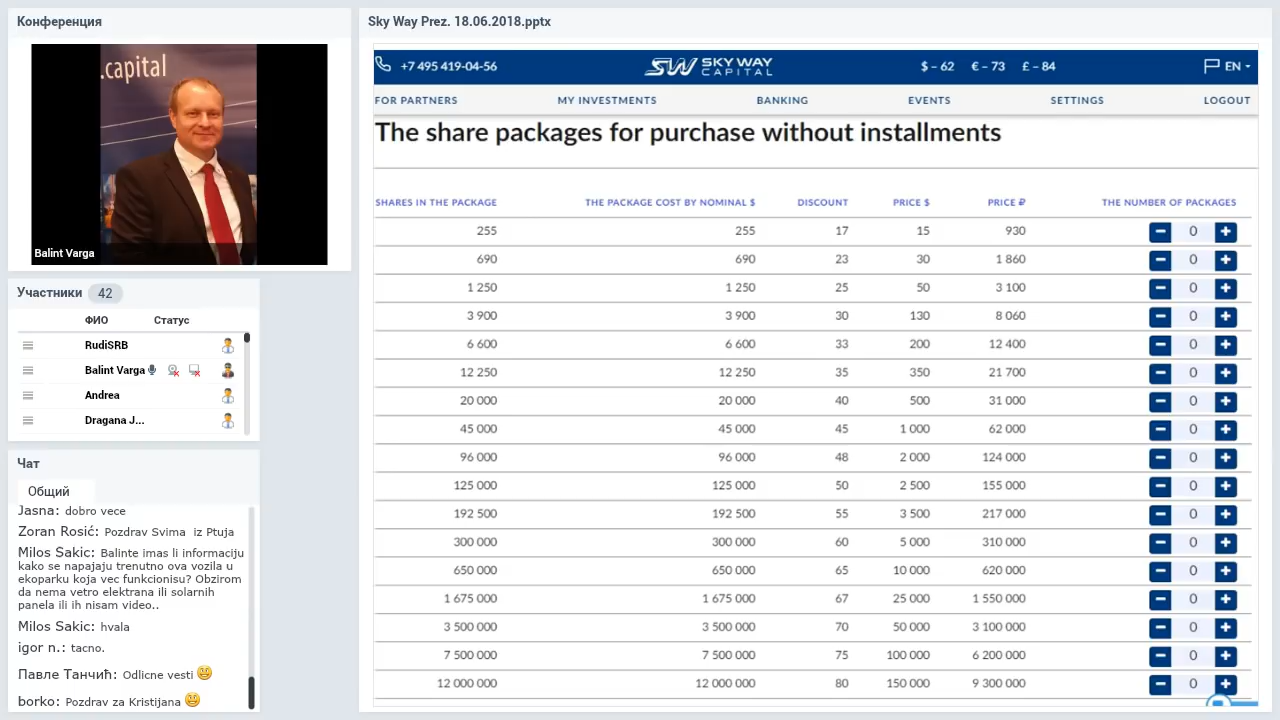 Конференция
.capital
Balint Varga
Участники 42
ФИО Статус
RudiSRB
Balint Varga
Andrea
Dragana J...
Чат
Общий
Jasna: dobro vece
Zoran Rosić: Pozdrav Svima iz Ptuja
Milos Sakic: Balinte imas li informaciju
kako se napajaju trenutno ova vozila u
ekoparku koja vec funkcionisu? Obzirom
da nema vetro elektrana ili solarnih
panela ili ih nisam video..
Milos Sakic: hvala
igor n.: tacno.
Павле Танчић: Odlicne vesti
borko: Pozdrav za Kristijana
Sky Way Prez. 18.06.2018.pptx
+7 495 419-04-56 SW SKY WAY CAPITAL $ – 62 € – 73 £ – 84 EN
FOR PARTNERS MY INVESTMENTS BANKING EVENTS SETTINGS LOGOUT
The share packages for purchase without installments
SHARES IN THE PACKAGE THE PACKAGE COST BY NOMINAL $ DISCOUNT PRICE $ PRICE ₽ THE NUMBER OF PACKAGES
255 255 17 15 930 − 0 +
690 690 23 30 1 860 − 0 +
1 250 1 250 25 50 3 100 − 0 +
3 900 3 900 30 130 8 060 − 0 +
6 600 6 600 33 200 12 400 − 0 +
12 250 12 250 35 350 21 700 − 0 +
20 000 20 000 40 500 31 000 − 0 +
45 000 45 000 45 1 000 62 000 − 0 +
96 000 96 000 48 2 000 124 000 − 0 +
125 000 125 000 50 2 500 155 000 − 0 +
192 500 192 500 55 3 500 217 000 − 0 +
300 000 300 000 60 5 000 310 000 − 0 +
650 000 650 000 65 10 000 620 000 − 0 +
1 675 000 1 675 000 67 25 000 1 550 000 − 0 +
3 500 000 3 500 000 70 50 000 3 100 000 − 0 +
7 500 000 7 500 000 75 100 000 6 200 000 − 0 +
12 000 000 12 000 000 80 150 000 9 300 000 − 0 +